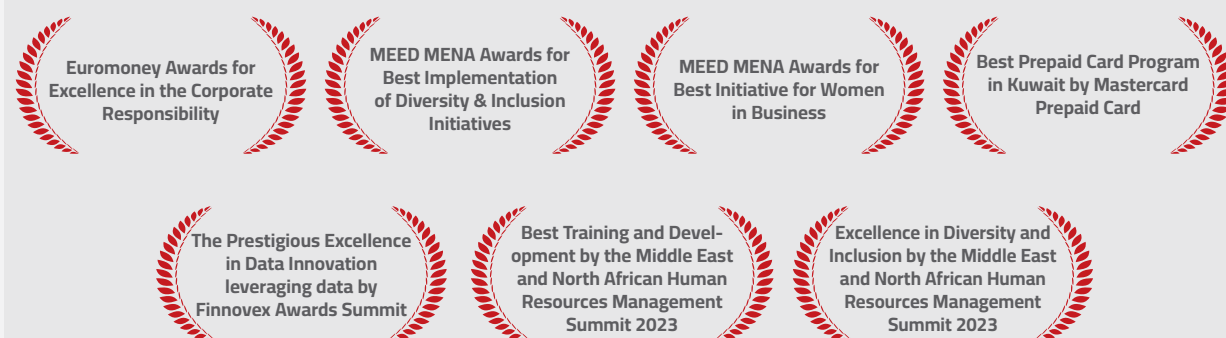 Euromoney Awards for
Excellence in the Corporate
Responsibility
MEED MENA Awards for
Best Implementation
of Diversity & Inclusion
Initiatives
MEED MENA Awards for
Best Initiative for Women
in Business
Best Prepaid Card Program
in Kuwait by Mastercard
Prepaid Card
The Prestigious Excellence
in Data Innovation
leveraging data by
Finnovex Awards Summit
Best Training and Devel-
opment by the Middle East
and North African Human
Resources Management
Summit 2023
Excellence in Diversity and
Inclusion by the Middle East
and North African Human
Resources Management
Summit 2023